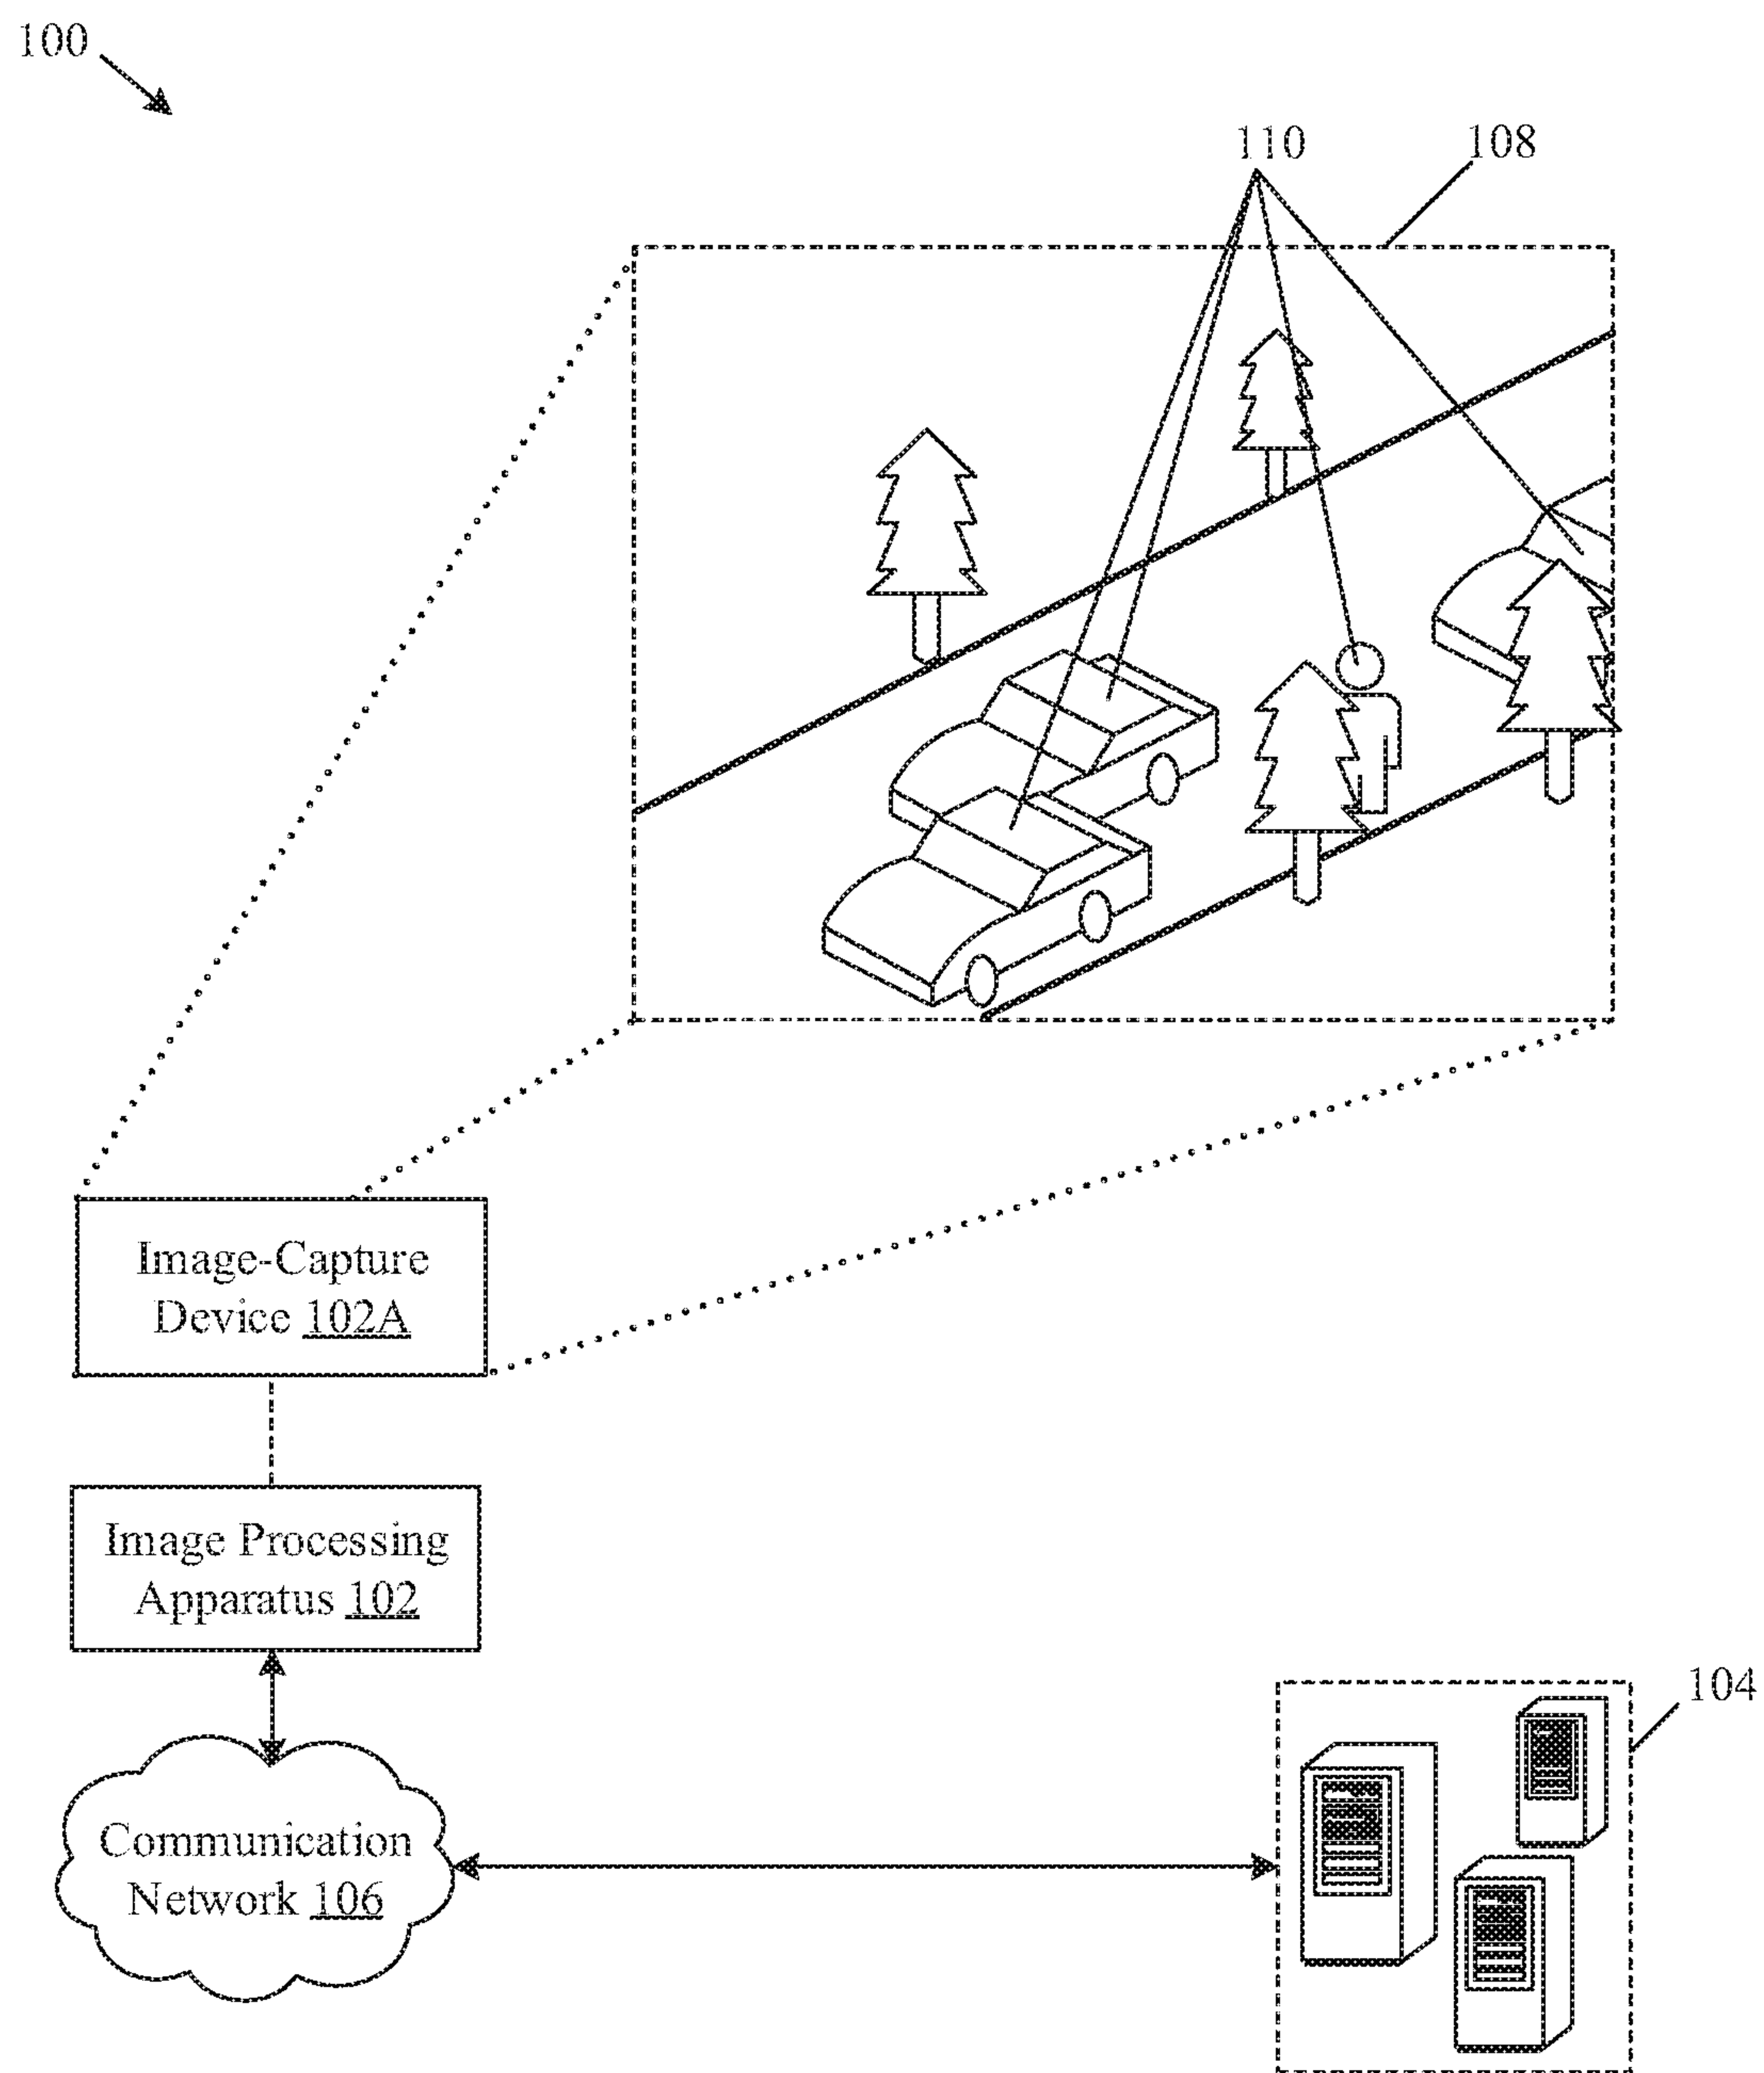 100
110
108
Image-Capture
Device 102A
Image Processing
Apparatus 102
104
Communication
Network 106